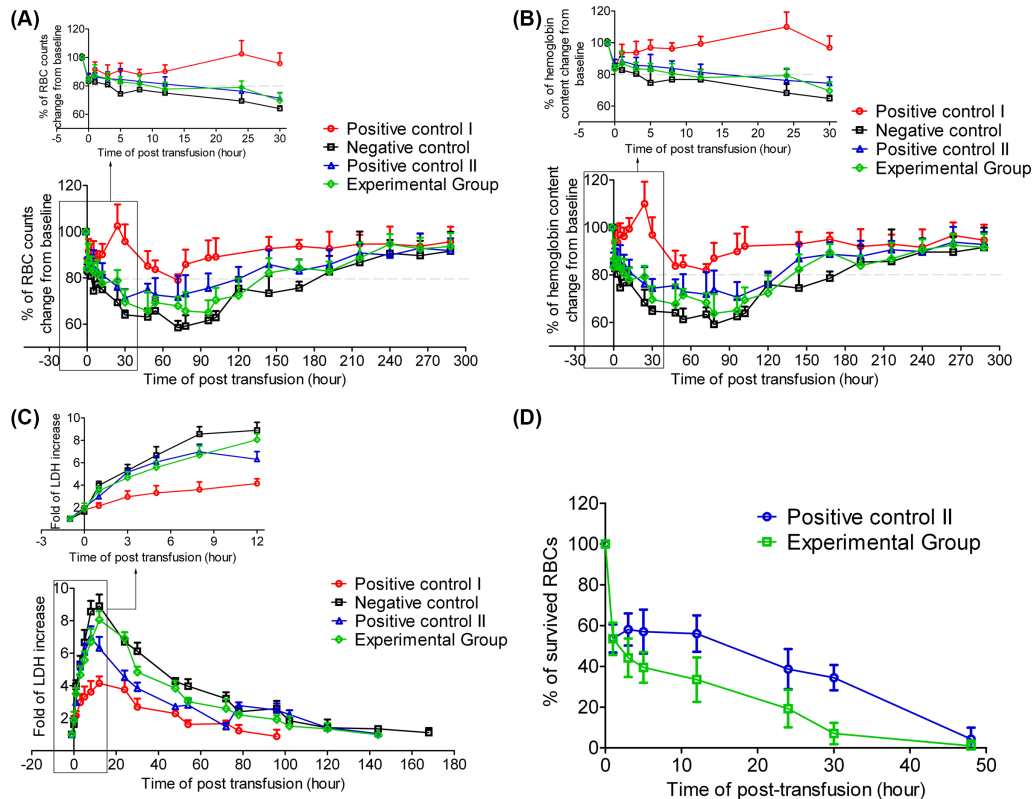 (A)
% of RBC counts
change from baseline
120
100
80
60
-5 0 5 10 15 20 25 30
Time of post transfusion (hour)
Positive control I
Negative control
Positive control II
Experimental Group
% of RBC counts
change from baseline
120
100
80
60
-30 0 30 60 90 120 150 180 210 240 270 300
Time of post transfusion (hour)
(B)
% of hemoglobin
content change from
baseline
120
100
80
60
-5 0 5 10 15 20 25 30
Time of post transfusion (hour)
Positive control I
Negative control
Positive control II
Experimental Group
% of hemoglobin content
change from baseline
120
100
80
60
-30 0 30 60 90 120 150 180 210 240 270 300
Time of post transfusion (hour)
(C)
Fold of LDH increase
10
8
6
4
2
-3 0 3 6 9 12
Time of post transfusion (hour)
Positive control I
Negative control
Positive control II
Experimental Group
Fold of LDH increase
10
8
6
4
2
-20 0 20 40 60 80 100 120 140 160 180
Time of post transfusion (hour)
(D)
Positive control II
Experimental Group
% of survived RBCs
120
100
80
60
40
20
0
0 10 20 30 40 50
Time of post-transfusion (hour)